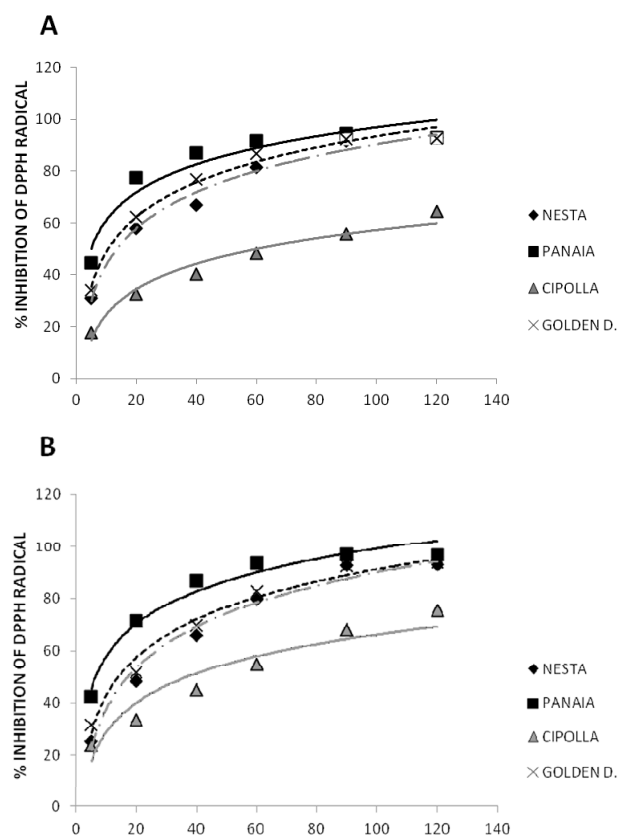 A
% INHIBITION OF DPPH RADICAL
120
100
80
60
40
20
0
0 20 40 60 80 100 120 140
NESTA
PANAIA
CIPOLLA
GOLDEN D.
B
% INHIBITION OF DPPH RADICAL
120
100
80
60
40
20
0
0 20 40 60 80 100 120 140
NESTA
PANAIA
CIPOLLA
GOLDEN D.